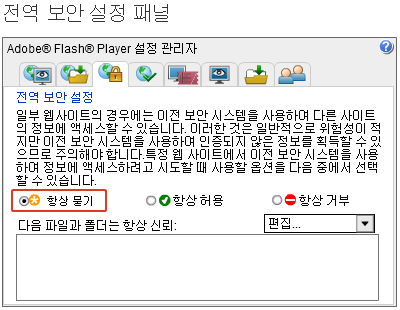 전역 보안 설정 패널
Adobe® Flash® Player 설정 관리자
전역 보안 설정
일부 웹사이트의 경우에는 이전 보안 시스템을 사용하여 다른 사이트
의 정보에 액세스할 수 있습니다. 이러한 것은 일반적으로 위험성이 적
지만 이전 보안 시스템을 사용하여 인증되지 않은 정보를 획득할 수 있
으므로 주의해야 합니다.특정 웹 사이트에서 이전 보안 시스템을 사용
하여 정보에 액세스하려고 시도할 때 사용할 옵션을 다음 중에서 선택
할 수 있습니다.
항상 묻기 항상 허용 항상 거부
다음 파일과 폴더는 항상 신뢰: 편집...